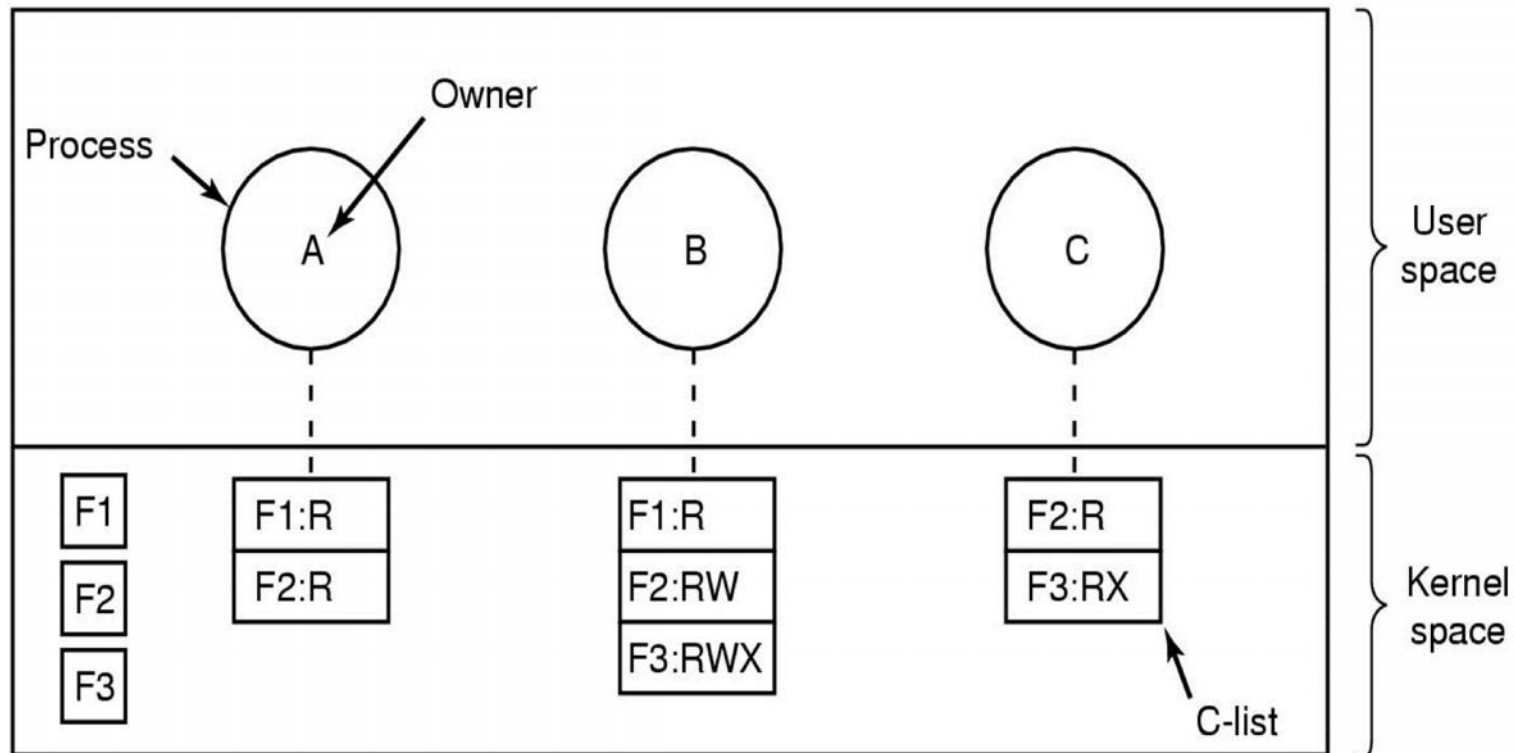 Owner
Process
A
B
C
User
space
F1
F2
F3
F1:R
F2:R
F1:R
F2:RW
F3:RWX
F2:R
F3:RX
C-list
Kernel
space